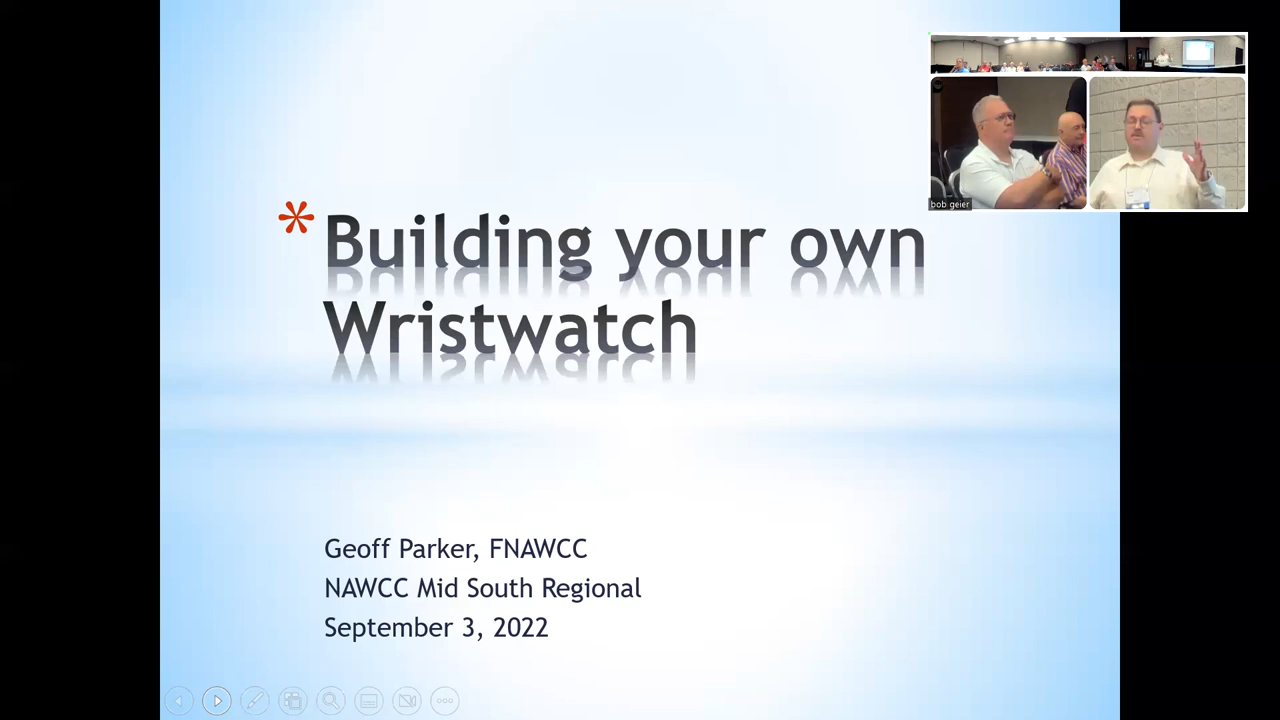 * Building your own
Wristwatch
Geoff Parker, FNAWCC
NAWCC Mid South Regional
September 3, 2022
bob geier